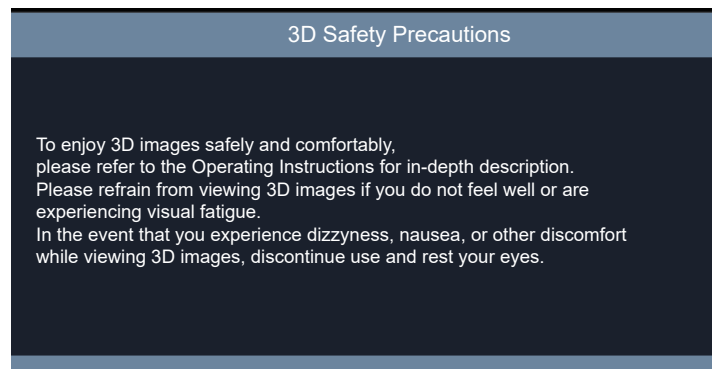 3D Safety Precautions
To enjoy 3D images safely and comfortably,
please refer to the Operating Instructions for in-depth description.
Please refrain from viewing 3D images if you do not feel well or are
experiencing visual fatigue.
In the event that you experience dizzyness, nausea, or other discomfort
while viewing 3D images, discontinue use and rest your eyes.